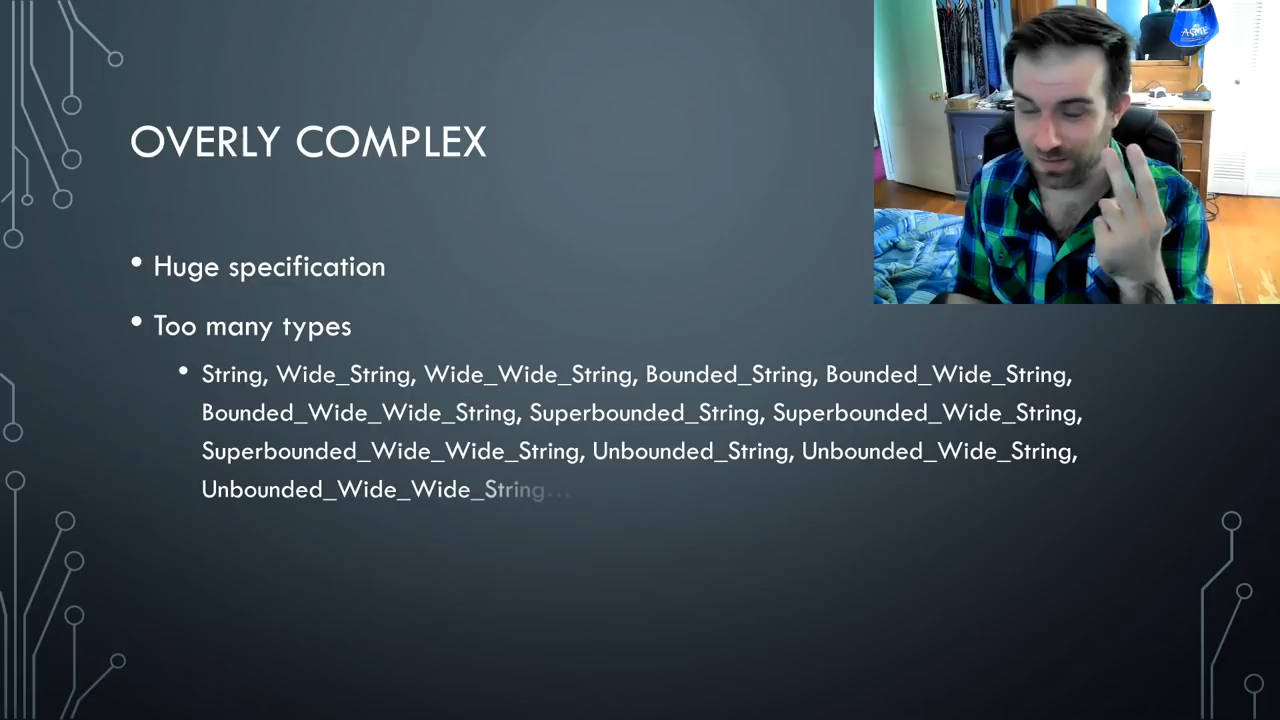 OVERLY COMPLEX
ASME
• Huge specification
• Too many types
• String, Wide_String, Wide_Wide_String, Bounded_String, Bounded_Wide_String,
Bounded_Wide_Wide_String, Superbounded_String, Superbounded_Wide_String,
Superbounded_Wide_Wide_String, Unbounded_String, Unbounded_Wide_String,
Unbounded_Wide_Wide_String…